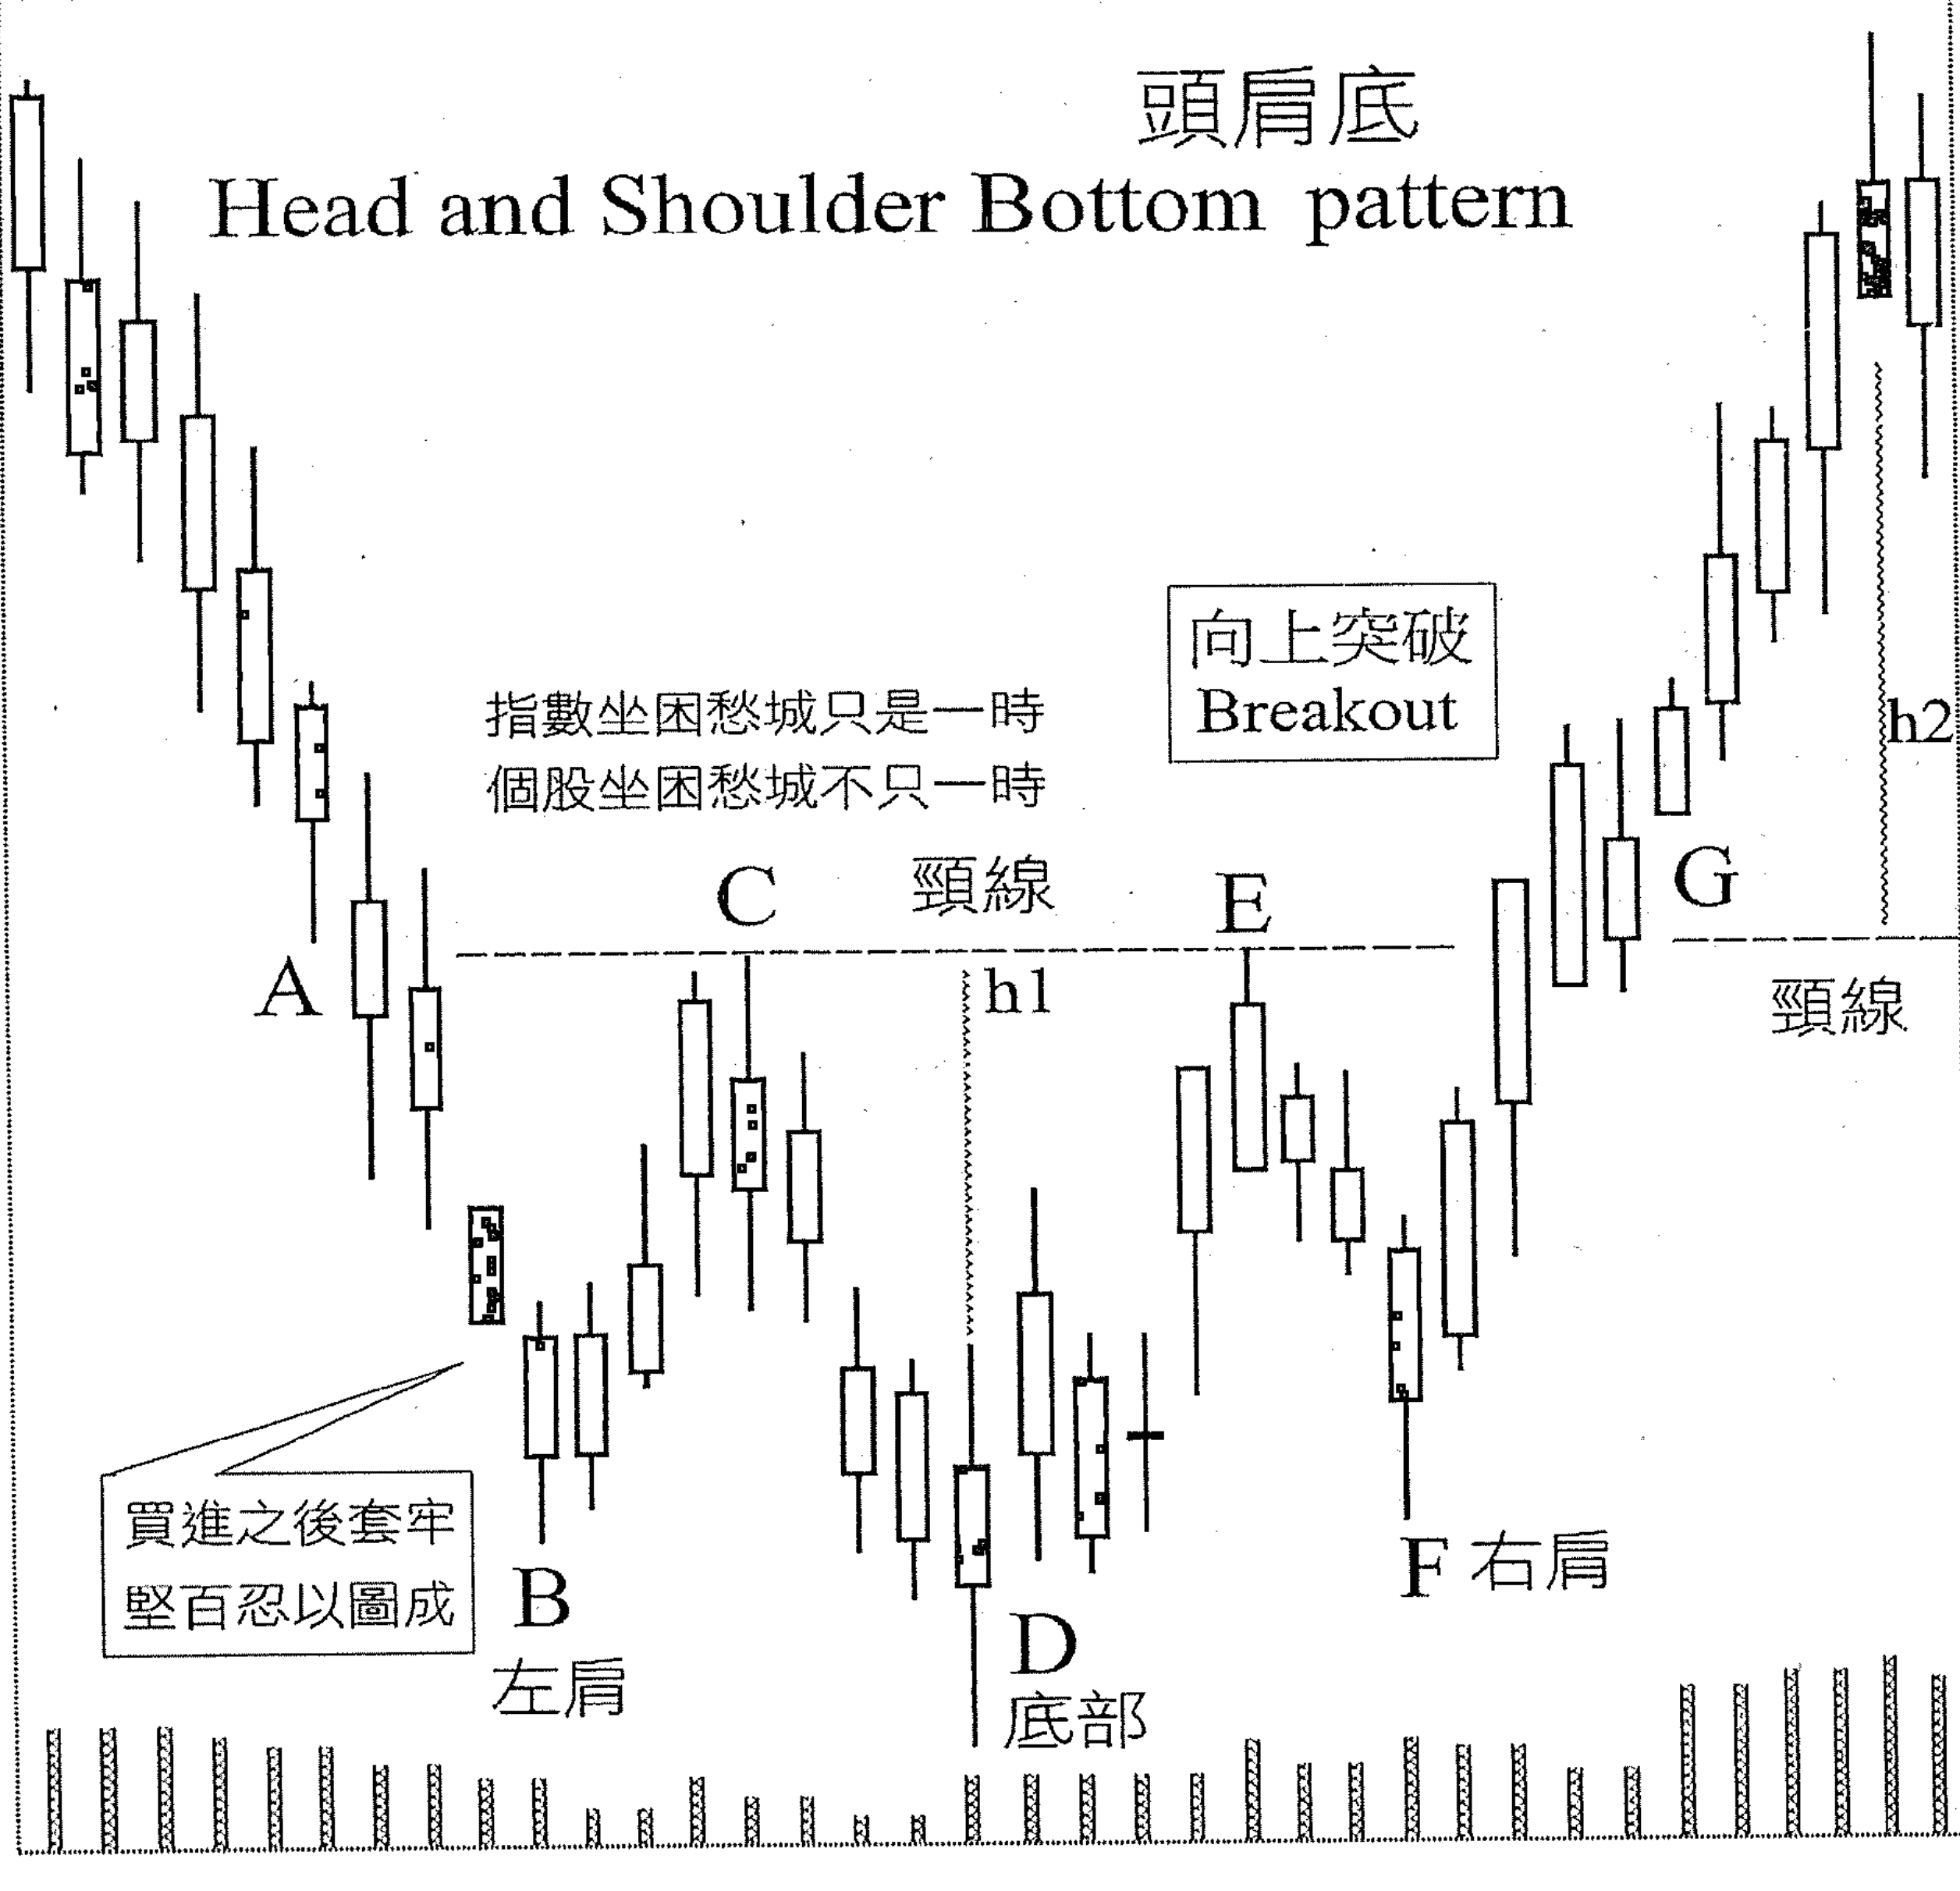 頭肩底
Head and Shoulder Bottom pattern
向上突破
Breakout
指數坐困愁城只是一時
個股坐困愁城不只一時
h2
C
頸線
E
G
A
h1
頸線
買進之後套牢
堅百忍以圖成
B
左肩
D
底部
F 右肩